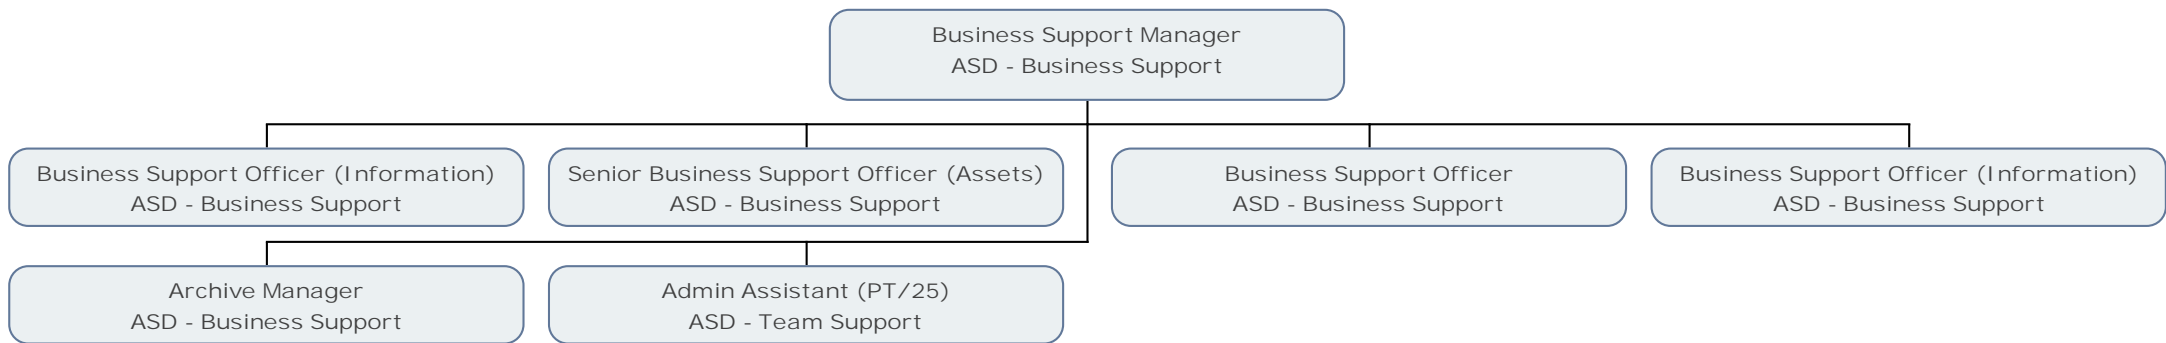 Business Support Manager
ASD - Business Support
Business Support Officer (Information)
ASD - Business Support
Senior Business Support Officer (Assets)
ASD - Business Support
Business Support Officer
ASD - Business Support
Business Support Officer (Information)
ASD - Business Support
Archive Manager
ASD - Business Support
Admin Assistant (PT/25)
ASD - Team Support